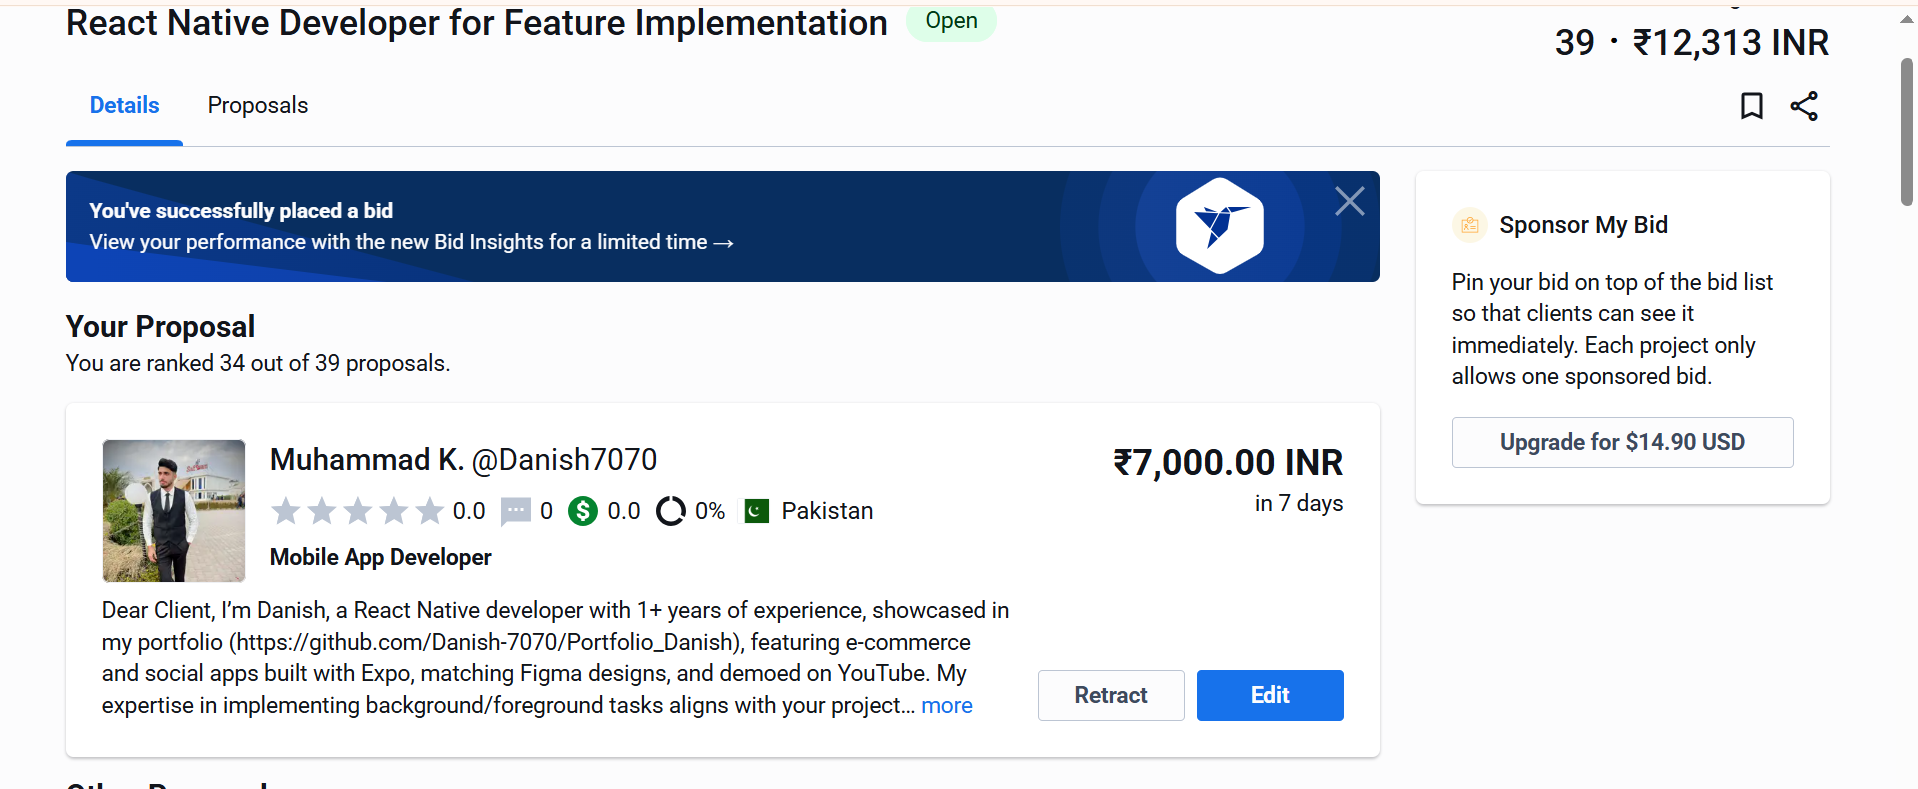 React Native Developer for Feature Implementation
Open
39 · ₹12,313 INR
Details
Proposals
You've successfully placed a bid
View your performance with the new Bid Insights for a limited time →
Sponsor My Bid
Pin your bid on top of the bid list
so that clients can see it
immediately. Each project only
allows one sponsored bid.
Upgrade for $14.90 USD
Your Proposal
You are ranked 34 out of 39 proposals.
Muhammad K. @Danish7070
₹7,000.00 INR
0.0 0 0.0 0% Pakistan
in 7 days
Mobile App Developer
Dear Client, I’m Danish, a React Native developer with 1+ years of experience, showcased in
my portfolio (https://github.com/Danish-7070/Portfolio_Danish), featuring e-commerce
and social apps built with Expo, matching Figma designs, and demoed on YouTube. My
expertise in implementing background/foreground tasks aligns with your project... more
Retract
Edit